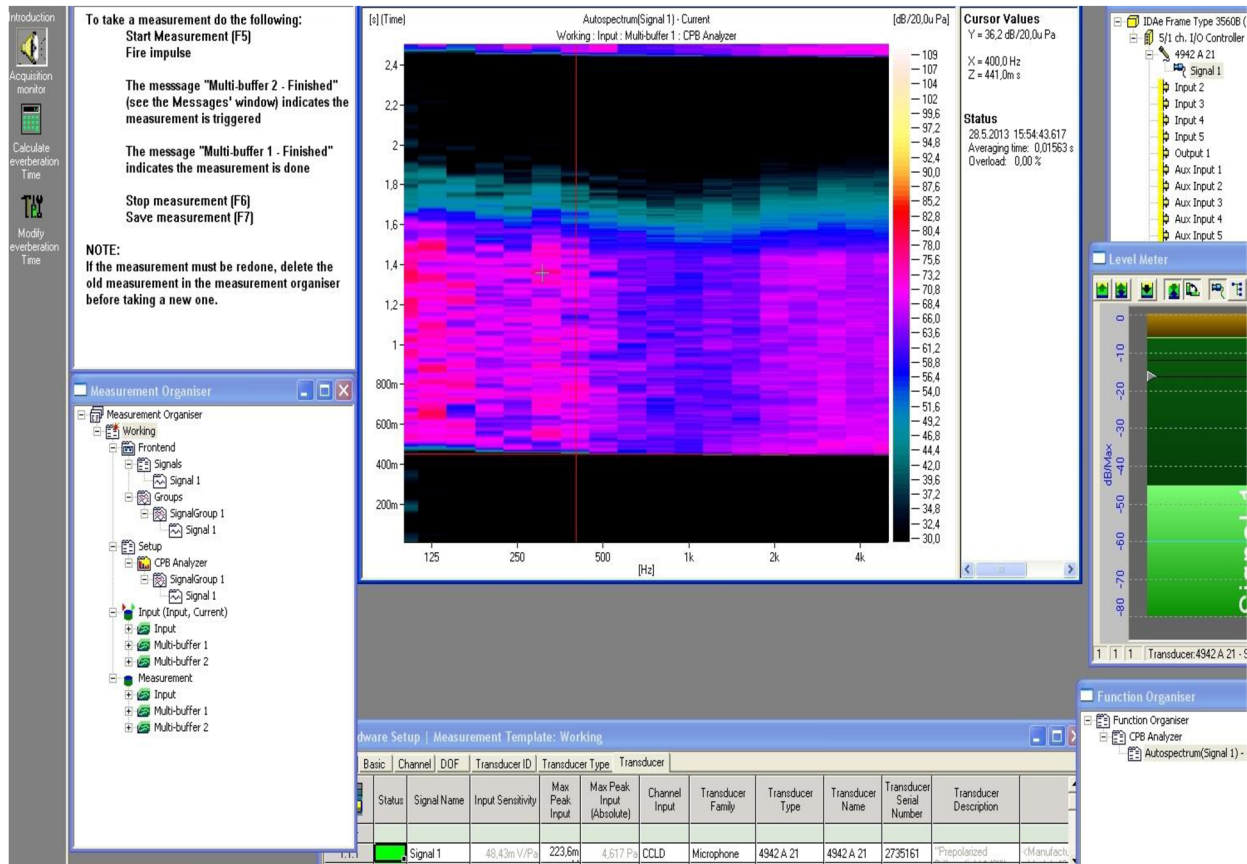 Introduction
Acquisition
monitor
Calculate
everberation
Time
Modify
everberation
Time
To take a measurement do the following:
Start Measurement (F5)
Fire impulse
The messsage "Multi-buffer 2 - Finished"
(see the Messages' window) indicates the
measurement is triggered
The message "Multi-buffer 1 - Finished"
indicates the measurement is done
Stop measurement (F6)
Save measurement (F7)
NOTE:
If the measurement must be redone, delete the
old measurement in the measurement organiser
before taking a new one.
Measurement Organiser
Measurement Organiser
Working
Frontend
Signals
Signal 1
Groups
SignalGroup 1
Signal 1
Setup
CPB Analyzer
SignalGroup 1
Signal 1
Input (Input, Current)
Input
Multi-buffer 1
Multi-buffer 2
Measurement
Input
Multi-buffer 1
Multi-buffer 2
[s] (Time)
Autospectrum(Signal 1) - Current
[dB/20,0u Pa]
Working : Input : Multi-buffer 1 : CPB Analyzer
2,4
2,2
2
1,8
1,6
1,4
1,2
1
800m
600m
400m
200m
125
250
500
1k
2k
4k
[Hz]
109
107
104
102
99,6
97,2
94,8
92,4
90,0
87,6
85,2
82,8
80,4
78,0
75,6
73,2
70,8
68,4
66,0
63,6
61,2
58,8
56,4
54,0
51,6
49,2
46,8
44,4
42,0
39,6
37,2
34,8
32,4
30,0
Cursor Values
Y = 36,2 dB/20,0u Pa
X = 400,0 Hz
Z = 441,0m s
Status
28.5.2013 15:54:43.617
Averaging time: 0,01563 s
Overload: 0,00 %
IDAe Frame Type 3560B (
5/1 ch. I/O Controller
4942 A 21
Signal 1
Input 2
Input 3
Input 4
Input 5
Output 1
Aux Input 1
Aux Input 2
Aux Input 3
Aux Input 4
Aux Input 5
Level Meter
dB/Max
0
-10
-20
-30
-40
-50
-60
-70
-80
Signal 1
1 1 1 Transducer:4942 A 21 - S
Function Organiser
Function Organiser
CPB Analyzer
Autospectrum(Signal 1) -
dware Setup | Measurement Template: Working
Basic Channel DOF Transducer ID Transducer Type Transducer
Status Signal Name Input Sensitivity Max Peak Input Max Peak Input (Absolute) Channel Input Transducer Family Transducer Type Transducer Name Transducer Serial Number Transducer Description
1.1.1 Signal 1 48,43m V/Pa 223,6m 4,617 Pa CCLD Microphone 4942 A 21 4942 A 21 2735161 "Prepolarized <Manufactu